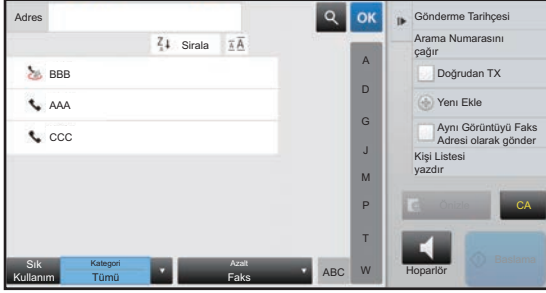 Adres
OK
Sırala
BBB
AAA
CCC
A
D
G
J
M
P
T
W
Sık
Kullanım
Kategori
Tümü
Azalt
Faks
ABC
Gönderme Tarihçesi
Arama Numarasını
çağır
Doğrudan TX
Yeni Ekle
Aynı Görüntüyü Faks
Adresi olarak gönder
Kişi Listesi
yazdır
CA
Hoparlör